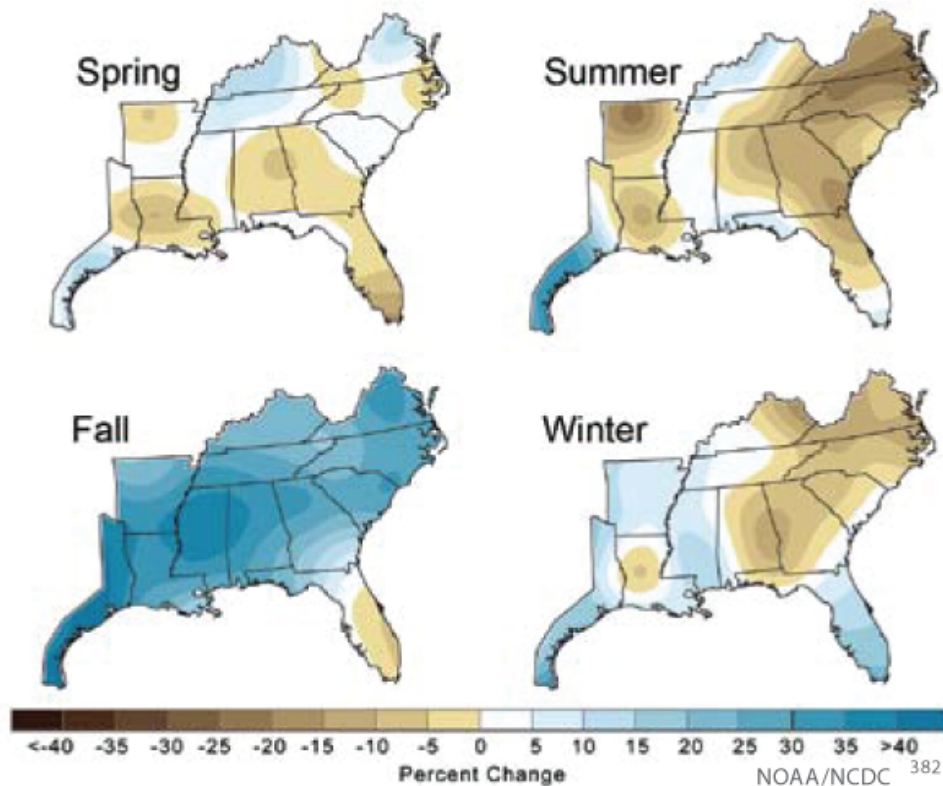 Spring
Summer
Fall
Winter
<-40 -35 -30 -25 -20 -15 -10 -5 0 5 10 15 20 25 30 35 >40
Percent Change
NOAA/NCDC 382